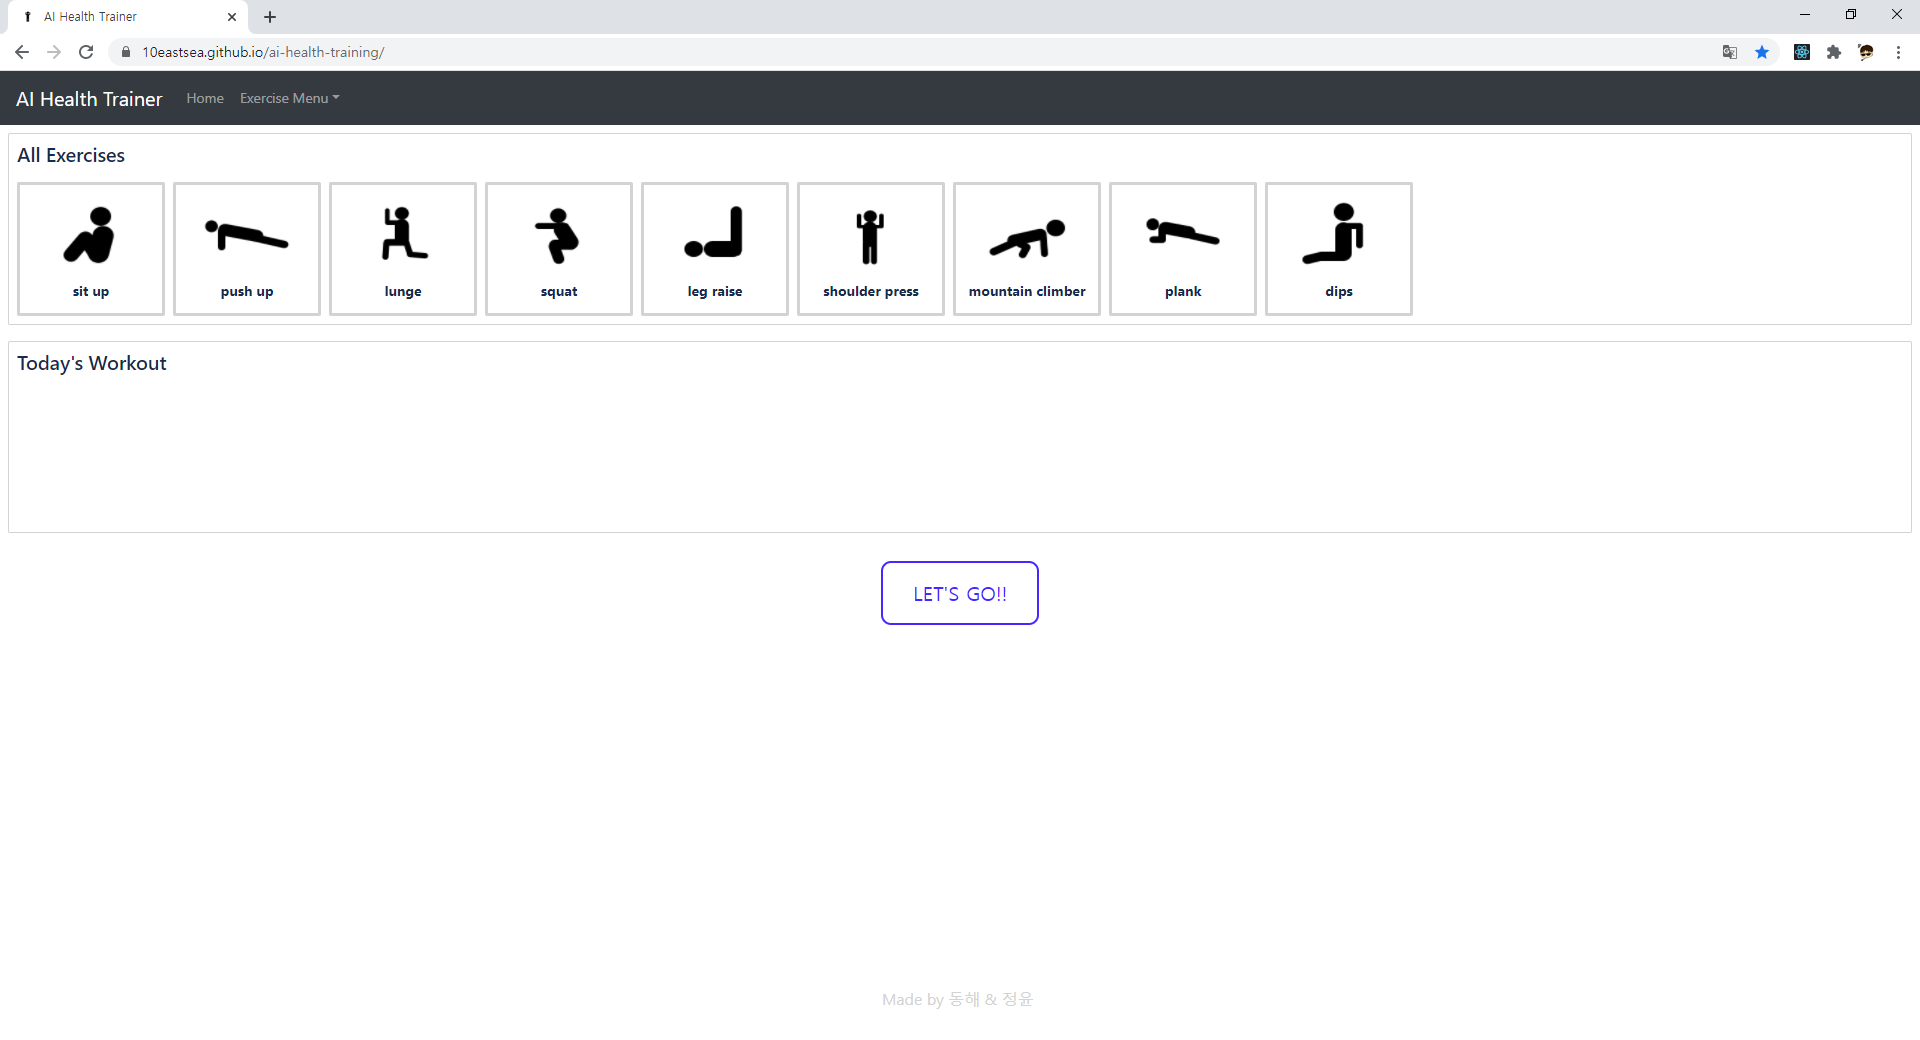 AI Health Trainer
10eastsea.github.io/ai-health-training/
AI Health Trainer Home Exercise Menu
All Exercises
sit up push up lunge squat leg raise shoulder press mountain climber plank dips
Today's Workout
LET'S GO!!
Made by 동해 & 정윤